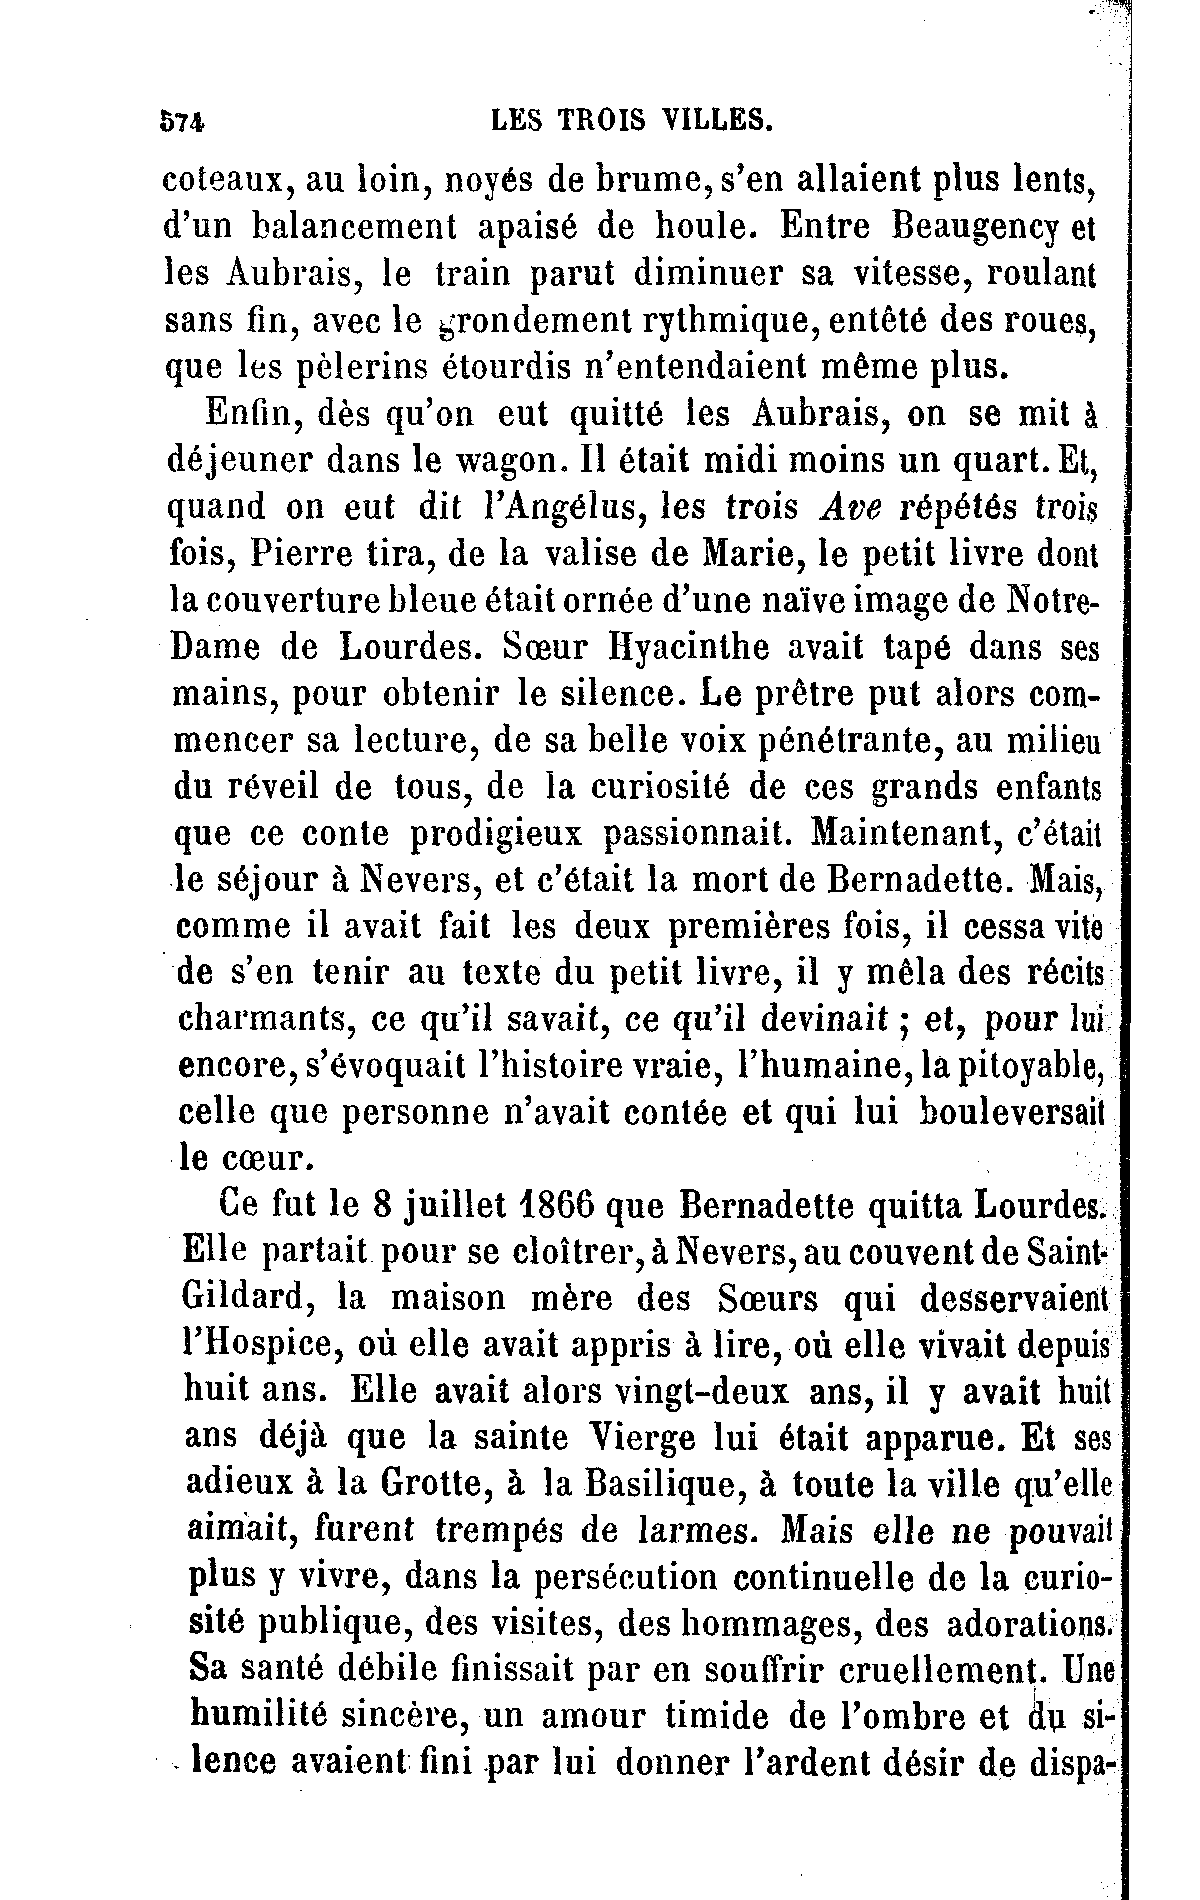 574 LES TROIS VILLES.
coteaux, au loin, noyés de brume, s'en allaient plus lents,
d'un balancement apaisé de houle. Entre Beaugency et
les Aubrais, le train parut diminuer sa vitesse, roulant
sans fin, avec le grondement rythmique, entêté des roues,
que les pèlerins étourdis n'entendaient même plus.
Enfin, dès qu'on eut quitté les Aubrais, on se mit à
déjeuner dans le wagon. Il était midi moins un quart. Et,
quand on eut dit l'Angélus, les trois Ave répétés trois
fois, Pierre tira, de la valise de Marie, le petit livre dont
la couverture bleue était ornée d'une naïve image de Notre-
Dame de Lourdes. Sœur Hyacinthe avait tapé dans ses
mains, pour obtenir le silence. Le prêtre put alors com-
mencer sa lecture, de sa belle voix pénétrante, au milieu
du réveil de tous, de la curiosité de ces grands enfants
que ce conte prodigieux passionnait. Maintenant, c'était
le séjour à Nevers, et c'était la mort de Bernadette. Mais,
comme il avait fait les deux premières fois, il cessa vite
de s'en tenir au texte du petit livre, il y mêla des récits
charmants, ce qu'il savait, ce qu'il devinait ; et, pour lui
encore, s'évoquait l'histoire vraie, l'humaine, la pitoyable,
celle que personne n'avait contée et qui lui bouleversait
le cœur.
Ce fut le 8 juillet 1866 que Bernadette quitta Lourdes.
Elle partait pour se cloîtrer, à Nevers, au couvent de Saint-
Gildard, la maison mère des Sœurs qui desservaient
l'Hospice, où elle avait appris à lire, où elle vivait depuis
huit ans. Elle avait alors vingt-deux ans, il y avait huit
ans déjà que la sainte Vierge lui était apparue. Et ses
adieux à la Grotte, à la Basilique, à toute la ville qu'elle
aimait, furent trempés de larmes. Mais elle ne pouvait
plus y vivre, dans la persécution continuelle de la curio-
sité publique, des visites, des hommages, des adorations.
Sa santé débile finissait par en souffrir cruellement. Une
humilité sincère, un amour timide de l'ombre et du si-
lence avaient fini par lui donner l'ardent désir de dispa-